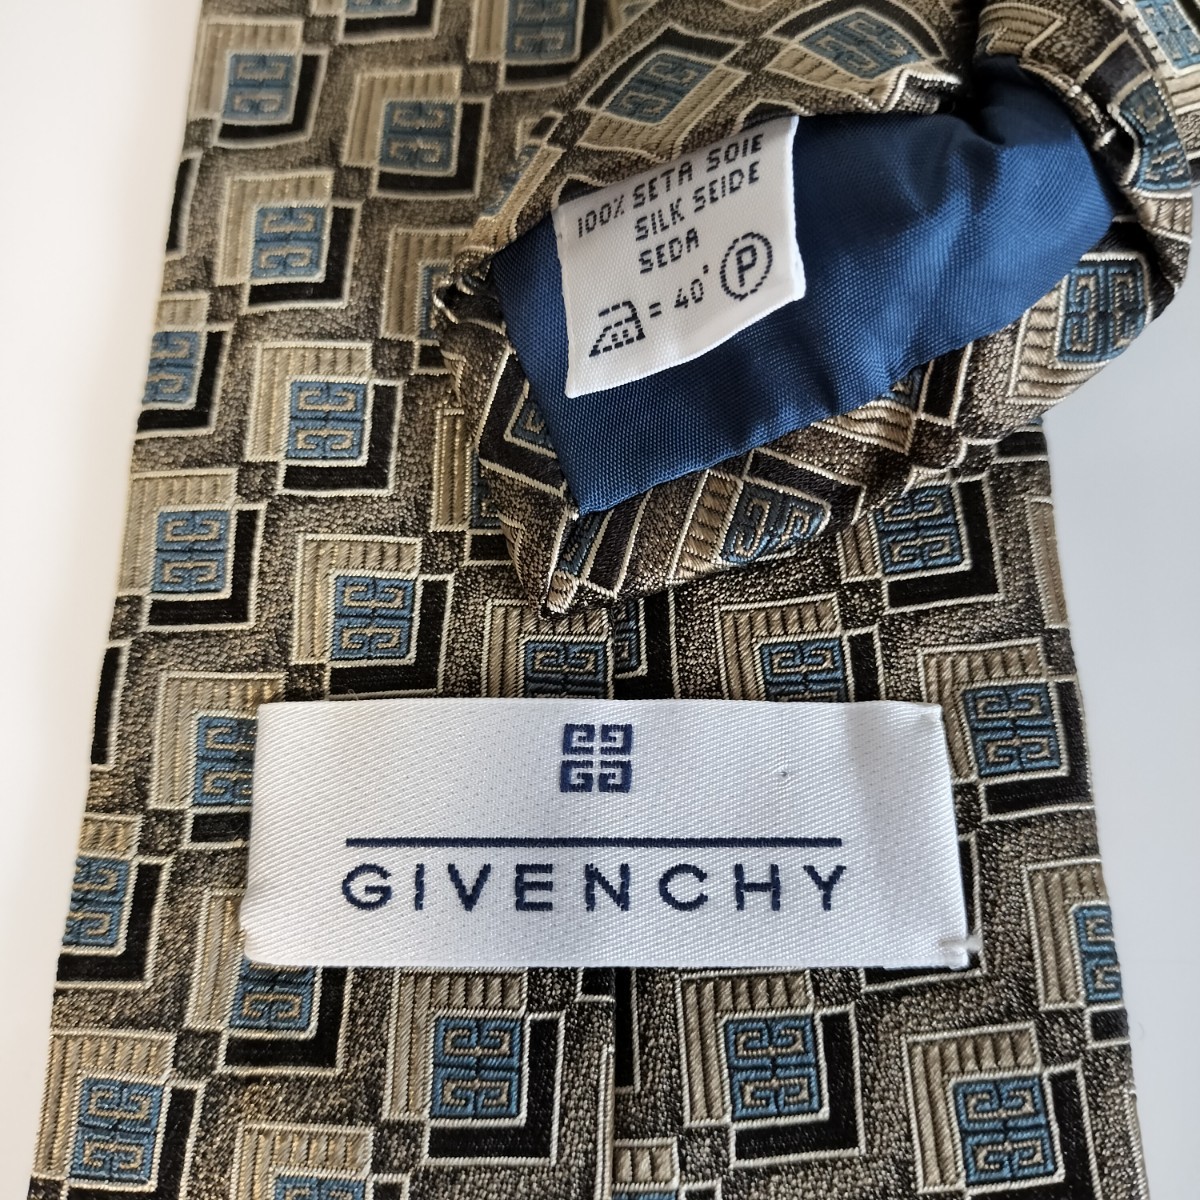 100% SETA SOIE
SILK SEIDE
SEDA
= 40° P
GIVENCHY